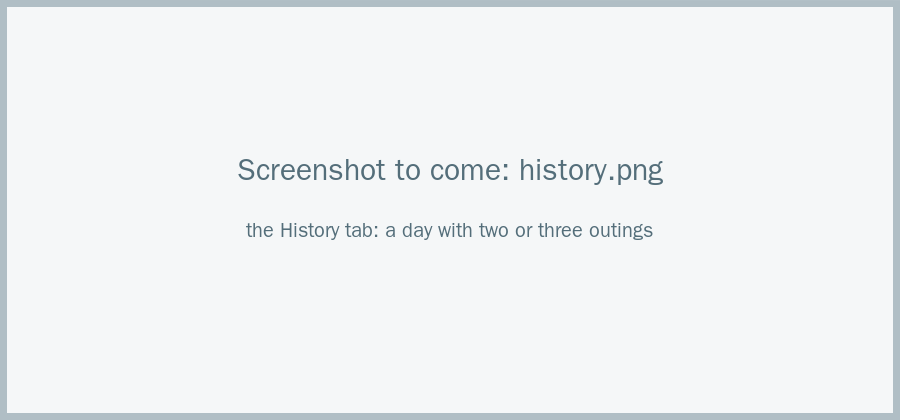 Screenshot to come: history.png
the History tab: a day with two or three outings